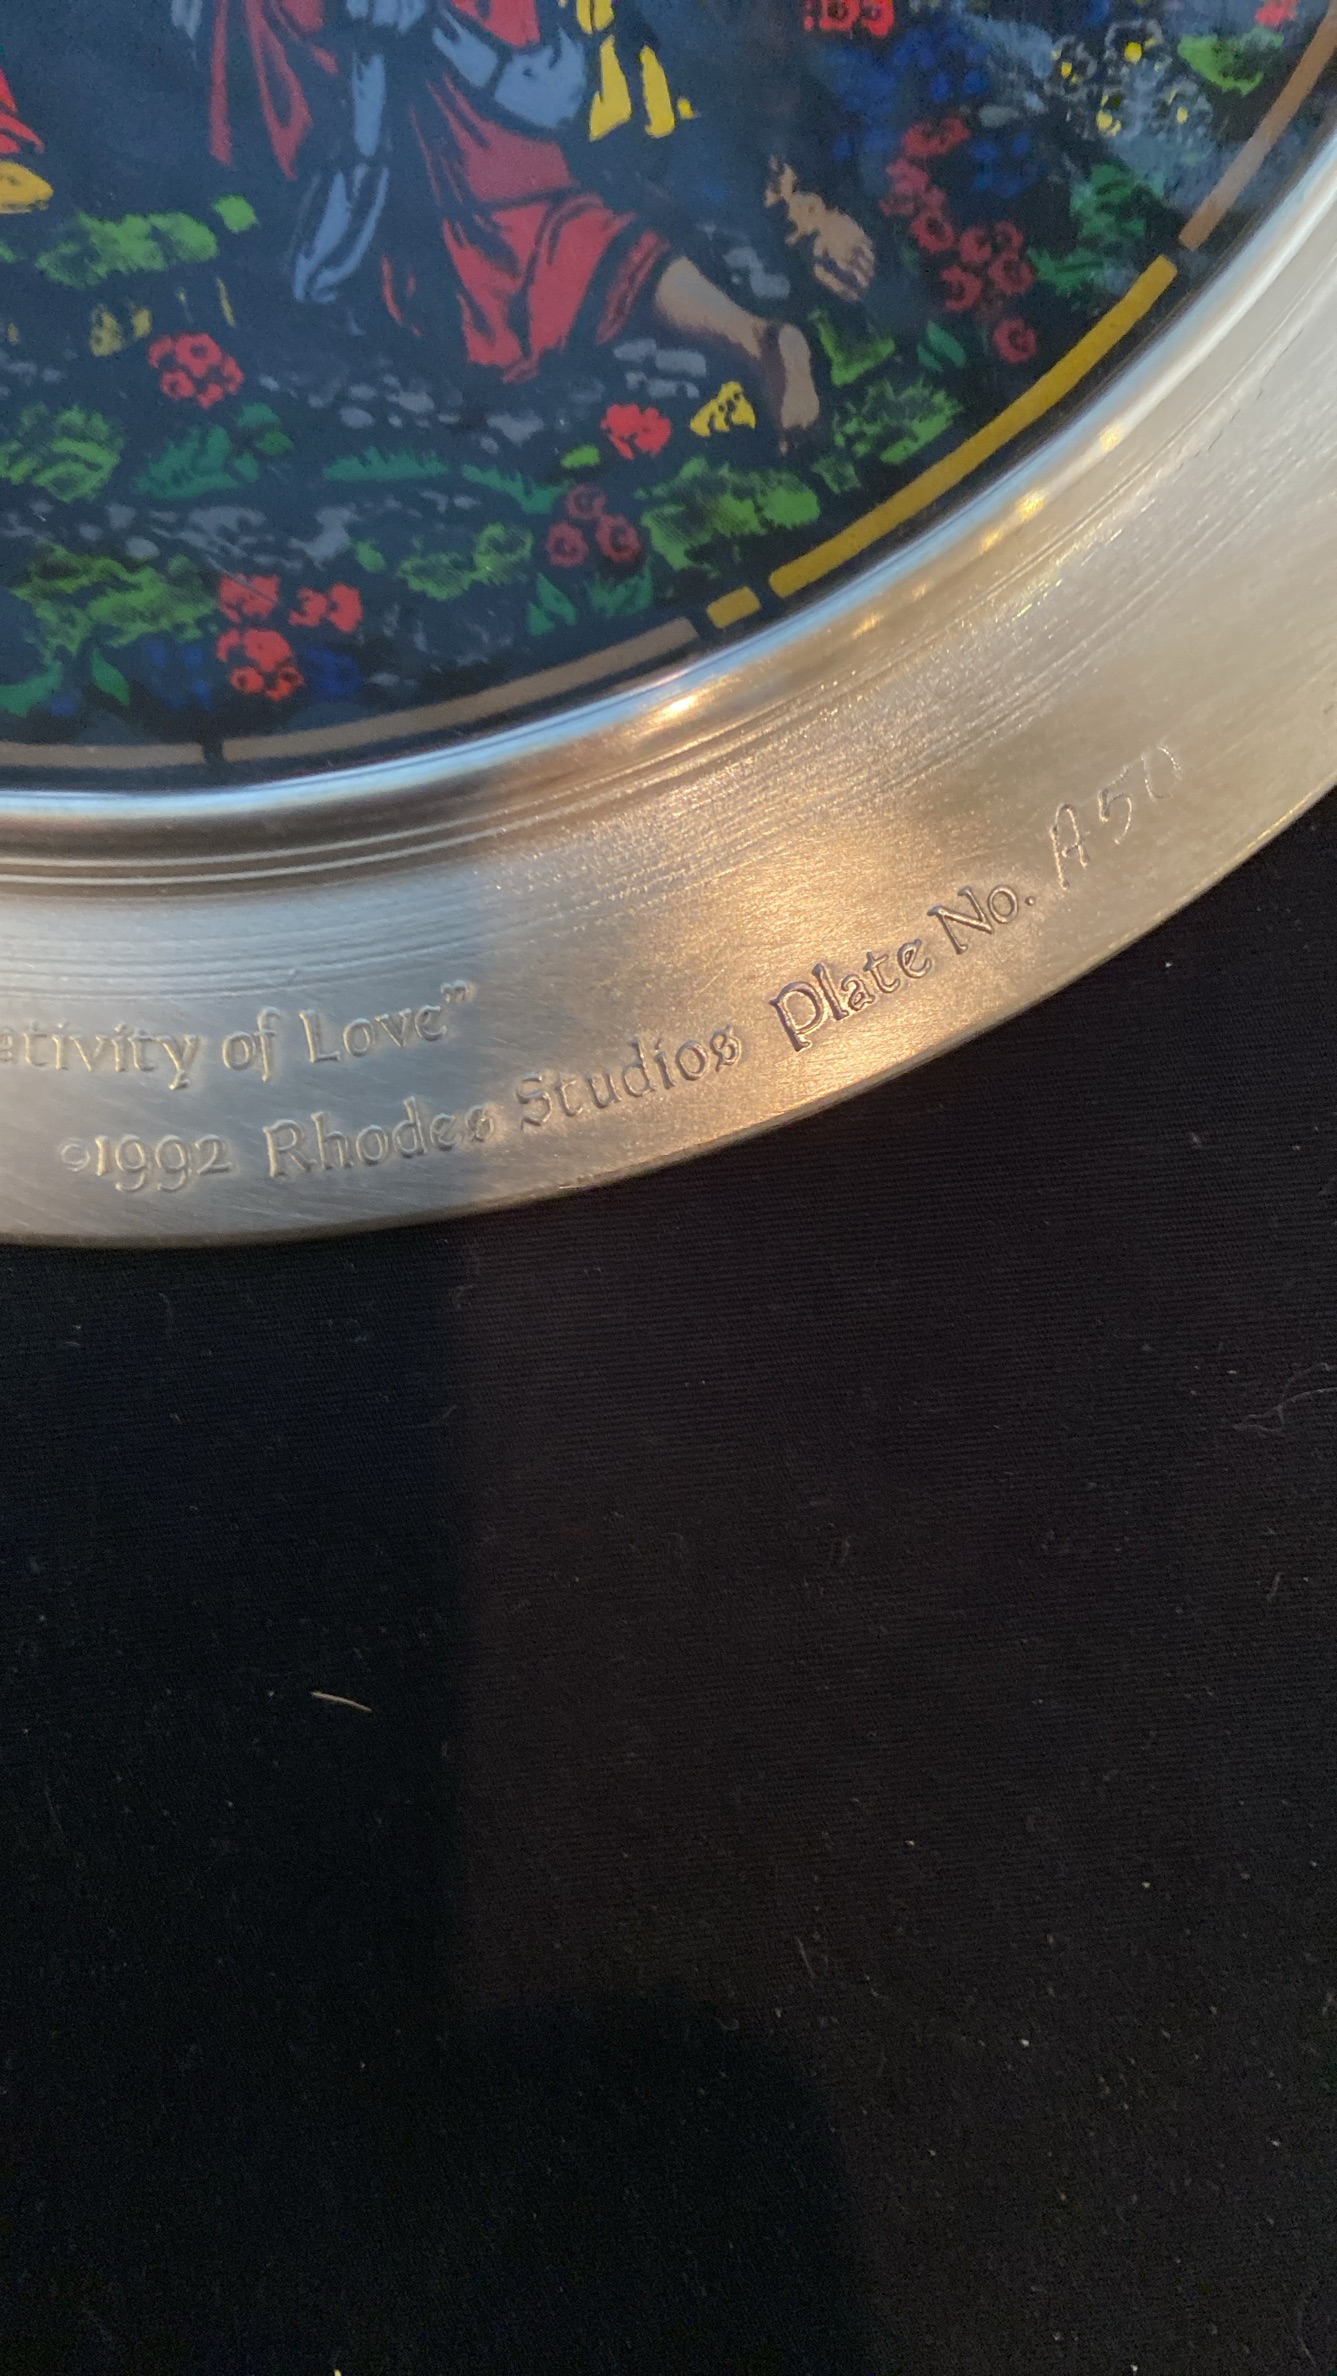 ativity of Love”
©1992 Rhodes Studios Plate No. A50